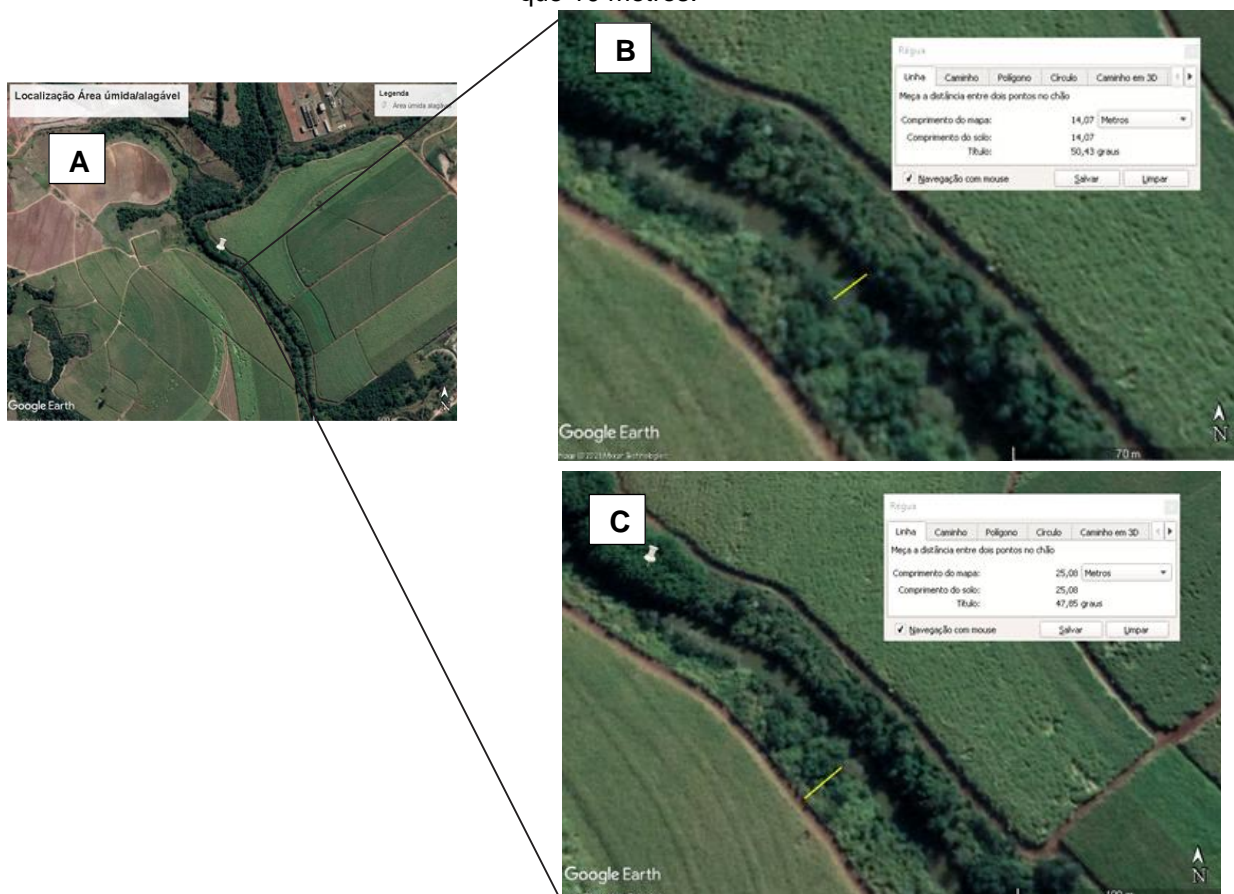 que 10 metros.
A
Localização Área úmida/alagável
Legenda
Área úmida alagável
Google Earth
N
B
Régua
Linha Caminho Polígono Círculo Caminho em 3D
Meça a distância entre dois pontos no chão
Comprimento do mapa: 14,07 Metros
Comprimento do solo: 14,07
Título: 50,43 graus
Navegação com mouse Salvar Limpar
Google Earth
70 m
N
C
Régua
Linha Caminho Polígono Círculo Caminho em 3D
Meça a distância entre dois pontos no chão
Comprimento do mapa: 25,08 Metros
Comprimento do solo: 25,08
Título: 47,85 graus
Navegação com mouse Salvar Limpar
Google Earth
100 m
N